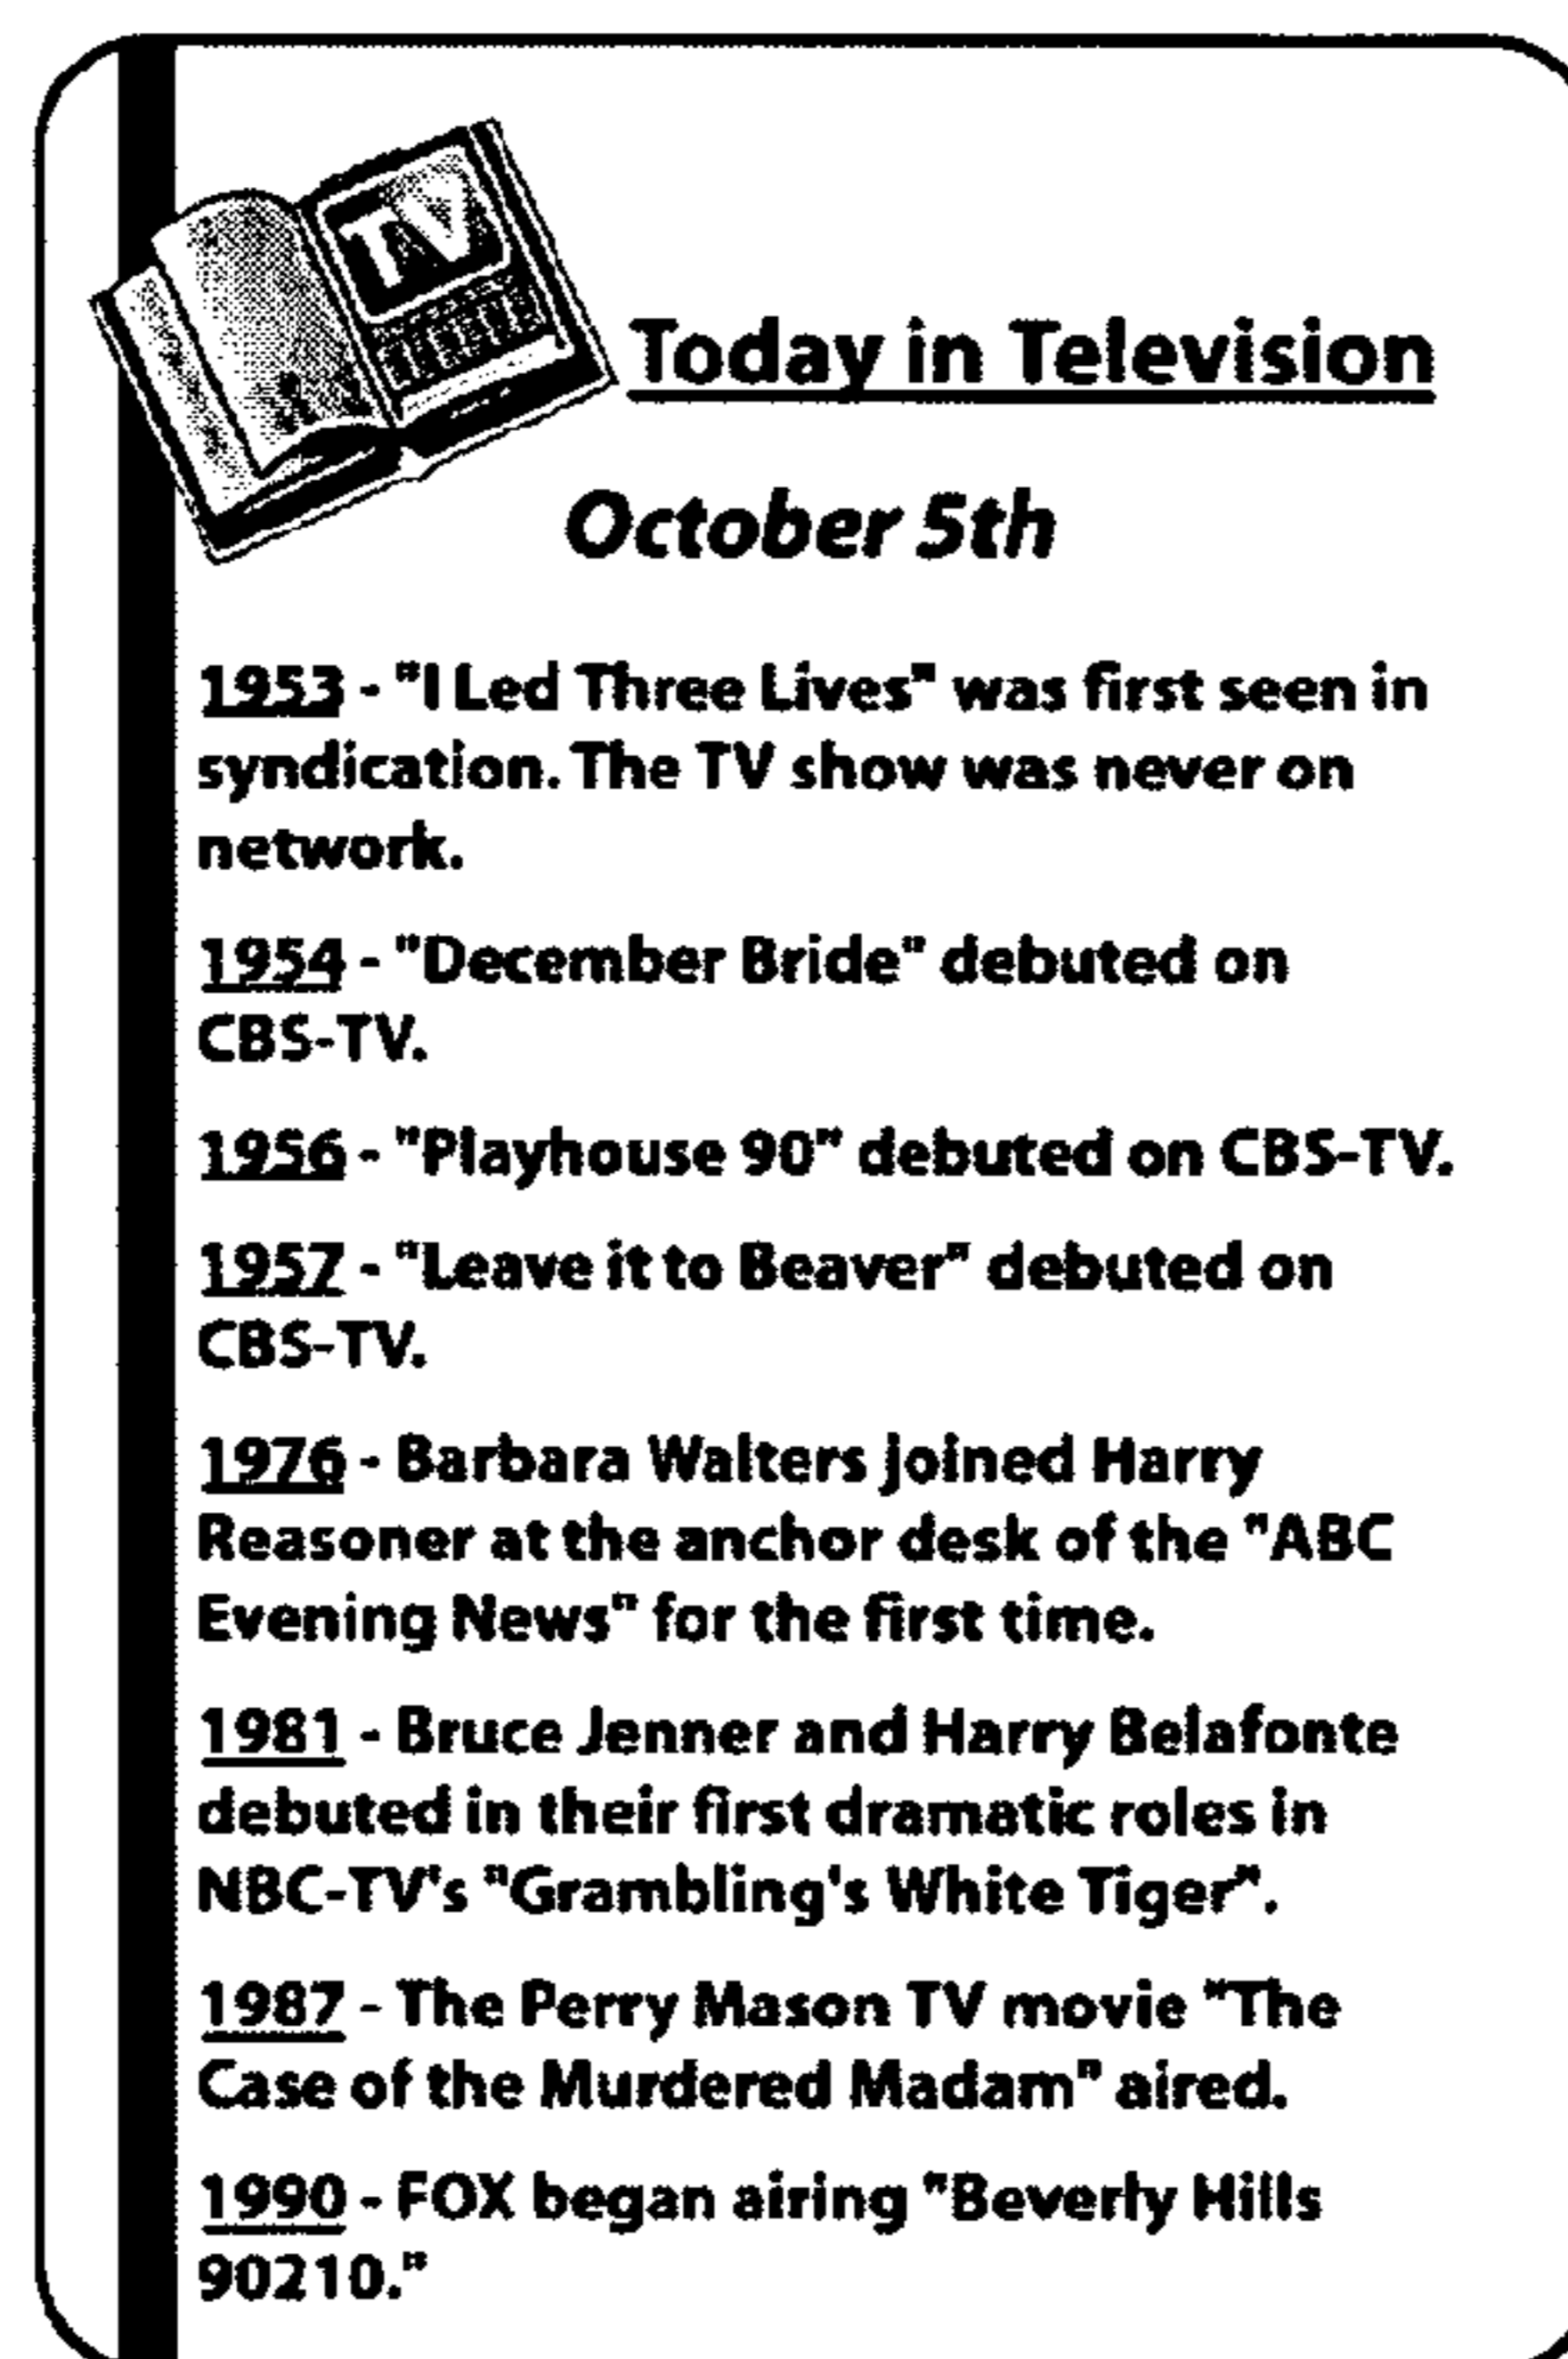 TV
Today in Television
October 5th
1953 - "I Led Three Lives" was first seen in
syndication. The TV show was never on
network.
1954 - "December Bride" debuted on
CBS-TV.
1956 - "Playhouse 90" debuted on CBS-TV.
1957 - "Leave it to Beaver" debuted on
CBS-TV.
1976 - Barbara Walters joined Harry
Reasoner at the anchor desk of the "ABC
Evening News" for the first time.
1981 - Bruce Jenner and Harry Belafonte
debuted in their first dramatic roles in
NBC-TV's "Grambling's White Tiger".
1987 - The Perry Mason TV movie "The
Case of the Murdered Madam" aired.
1990 - FOX began airing "Beverly Hills
90210."